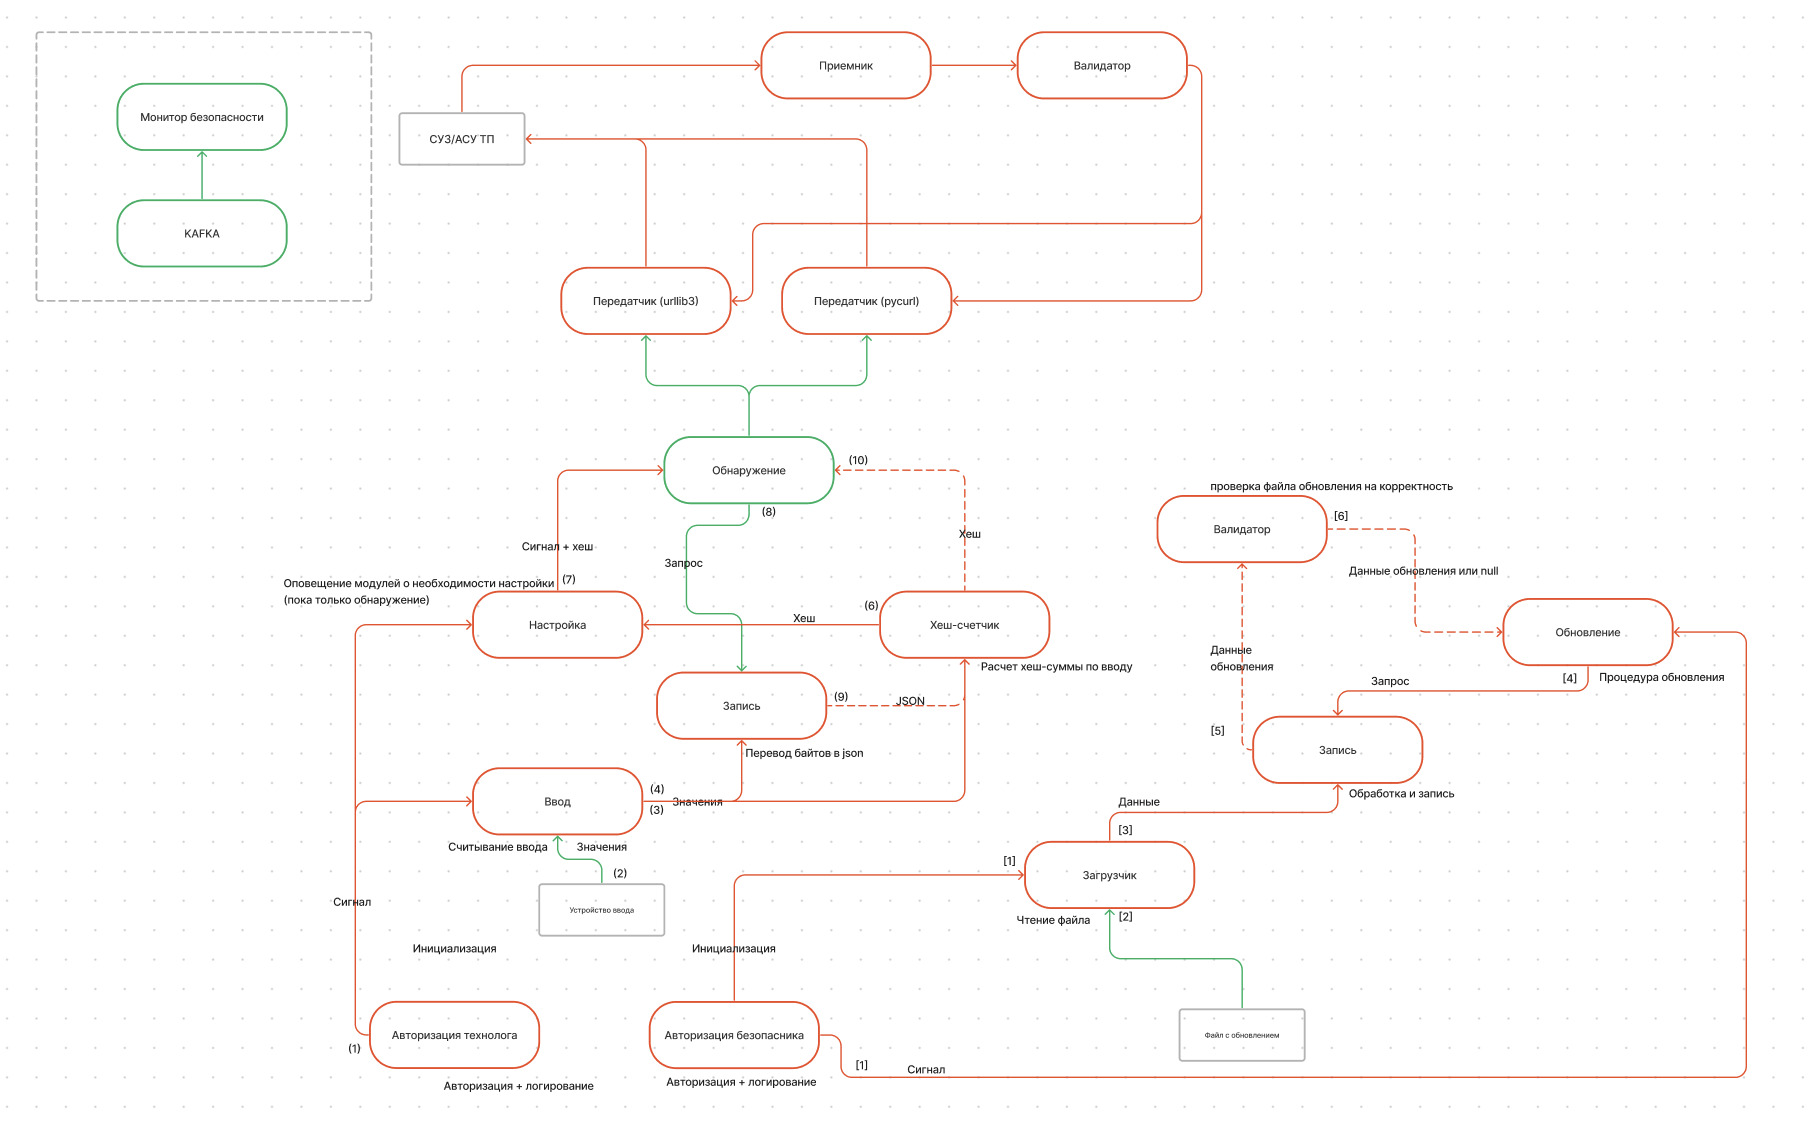 Приемник
Валидатор
Монитор безопасности
СУЗ/АСУ ТП
KAFKA
Передатчик (urllib3)
Передатчик (pycurl)
Обнаружение
(10)
(8)
проверка файла обновления на корректность
Валидатор
[6]
Хеш
Сигнал + хеш
Запрос
Данные обновления или null
Оповещение модулей о необходимости настройки
(пока только обнаружение)
(7)
(6)
Настройка
Хеш
Хеш-счетчик
Обновление
Данные
обновления
Расчет хеш-суммы по вводу
Запрос
[4]
Процедура обновления
Запись
(9)
JSON
[5]
Запись
Перевод байтов в json
Ввод
(4)
Значения
(3)
Данные
Обработка и запись
[3]
Считывание ввода
Значения
(2)
[1]
Загрузчик
Сигнал
Устройство ввода
Чтение файла
[2]
Инициализация
Инициализация
Авторизация технолога
Авторизация безопасника
Файл с обновлением
(1)
[1]
Сигнал
Авторизация + логирование
Авторизация + логирование